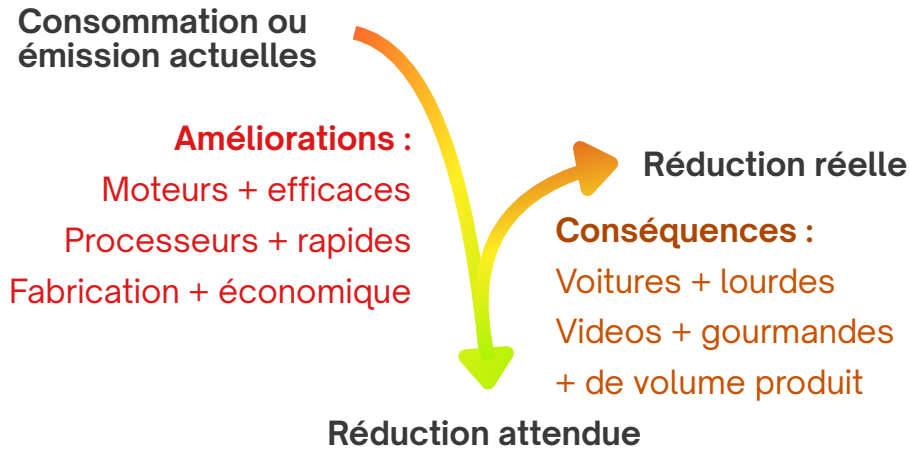 Consommation ou
émission actuelles
Améliorations :
Moteurs + efficaces
Processeurs + rapides
Fabrication + économique
Réduction réelle
Conséquences :
Voitures + lourdes
Videos + gourmandes
+ de volume produit
Réduction attendue